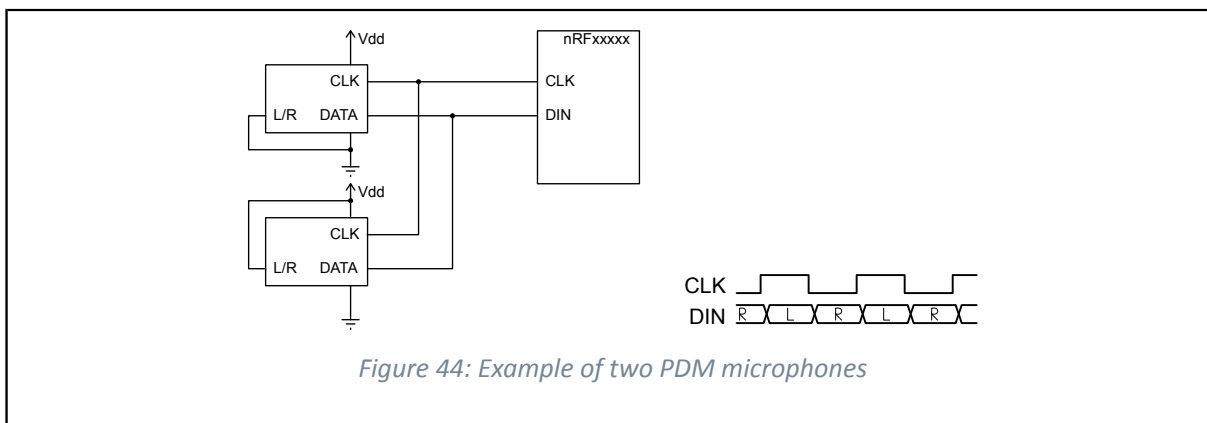 Vdd
nRFxxxxx
CLK
CLK
L/R
DATA
DIN
Vdd
CLK
L/R
DATA
CLK
DIN
R
L
R
L
R
Figure 44: Example of two PDM microphones